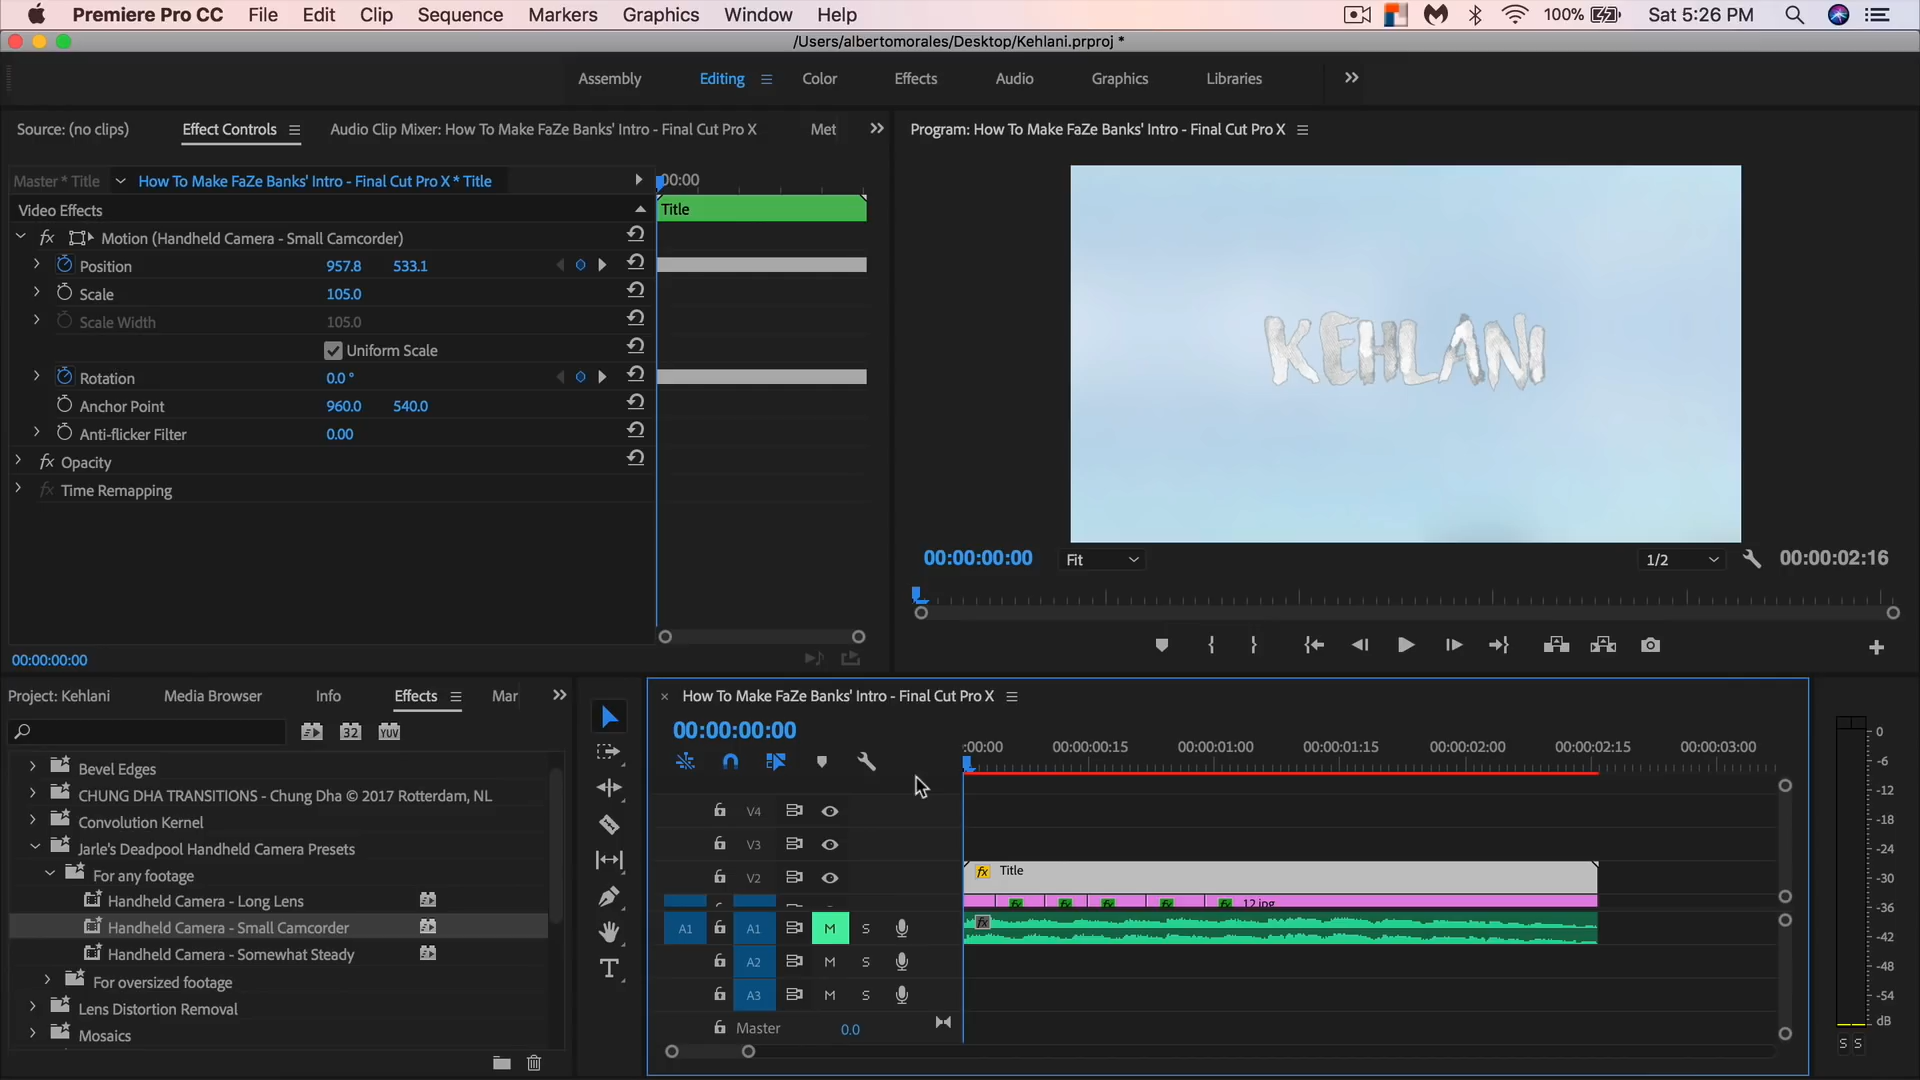 Premiere Pro CC File Edit Clip Sequence Markers Graphics Window Help 100% Sat 5:26 PM
/Users/albertomorales/Desktop/Kehlani.prproj *
Assembly Editing Color Effects Audio Graphics Libraries
Source: (no clips) Effect Controls Audio Clip Mixer: How To Make FaZe Banks' Intro - Final Cut Pro X Met
Program: How To Make FaZe Banks' Intro - Final Cut Pro X
Master * Title How To Make FaZe Banks' Intro - Final Cut Pro X * Title
:00:00
Video Effects
Title
fx Motion (Handheld Camera - Small Camcorder)
Position 957.8 533.1
Scale 105.0
Scale Width 105.0
Uniform Scale
Rotation 0.0 °
Anchor Point 960.0 540.0
Anti-flicker Filter 0.00
fx Opacity
fx Time Remapping
00:00:00:00
KEHLANI
00:00:00:00 Fit 1/2 00:00:02:16
Project: Kehlani Media Browser Info Effects Mar
32 YUV
Bevel Edges
CHUNG DHA TRANSITIONS - Chung Dha © 2017 Rotterdam, NL
Convolution Kernel
Jarle's Deadpool Handheld Camera Presets
For any footage
Handheld Camera - Long Lens
Handheld Camera - Small Camcorder
Handheld Camera - Somewhat Steady
For oversized footage
Lens Distortion Removal
Mosaics
T
× How To Make FaZe Banks' Intro - Final Cut Pro X
00:00:00:00
:00:00 00:00:00:15 00:00:01:00 00:00:01:15 00:00:02:00 00:00:02:15 00:00:03:00
V4
V3
V2
fx Title
fx fx fx fx fx 12.jpg
A1 A1 M S fx
A2 M S
A3 M S
Master 0.0
0
-6
-12
-18
-24
-30
-36
-42
-48
-54
dB
S S